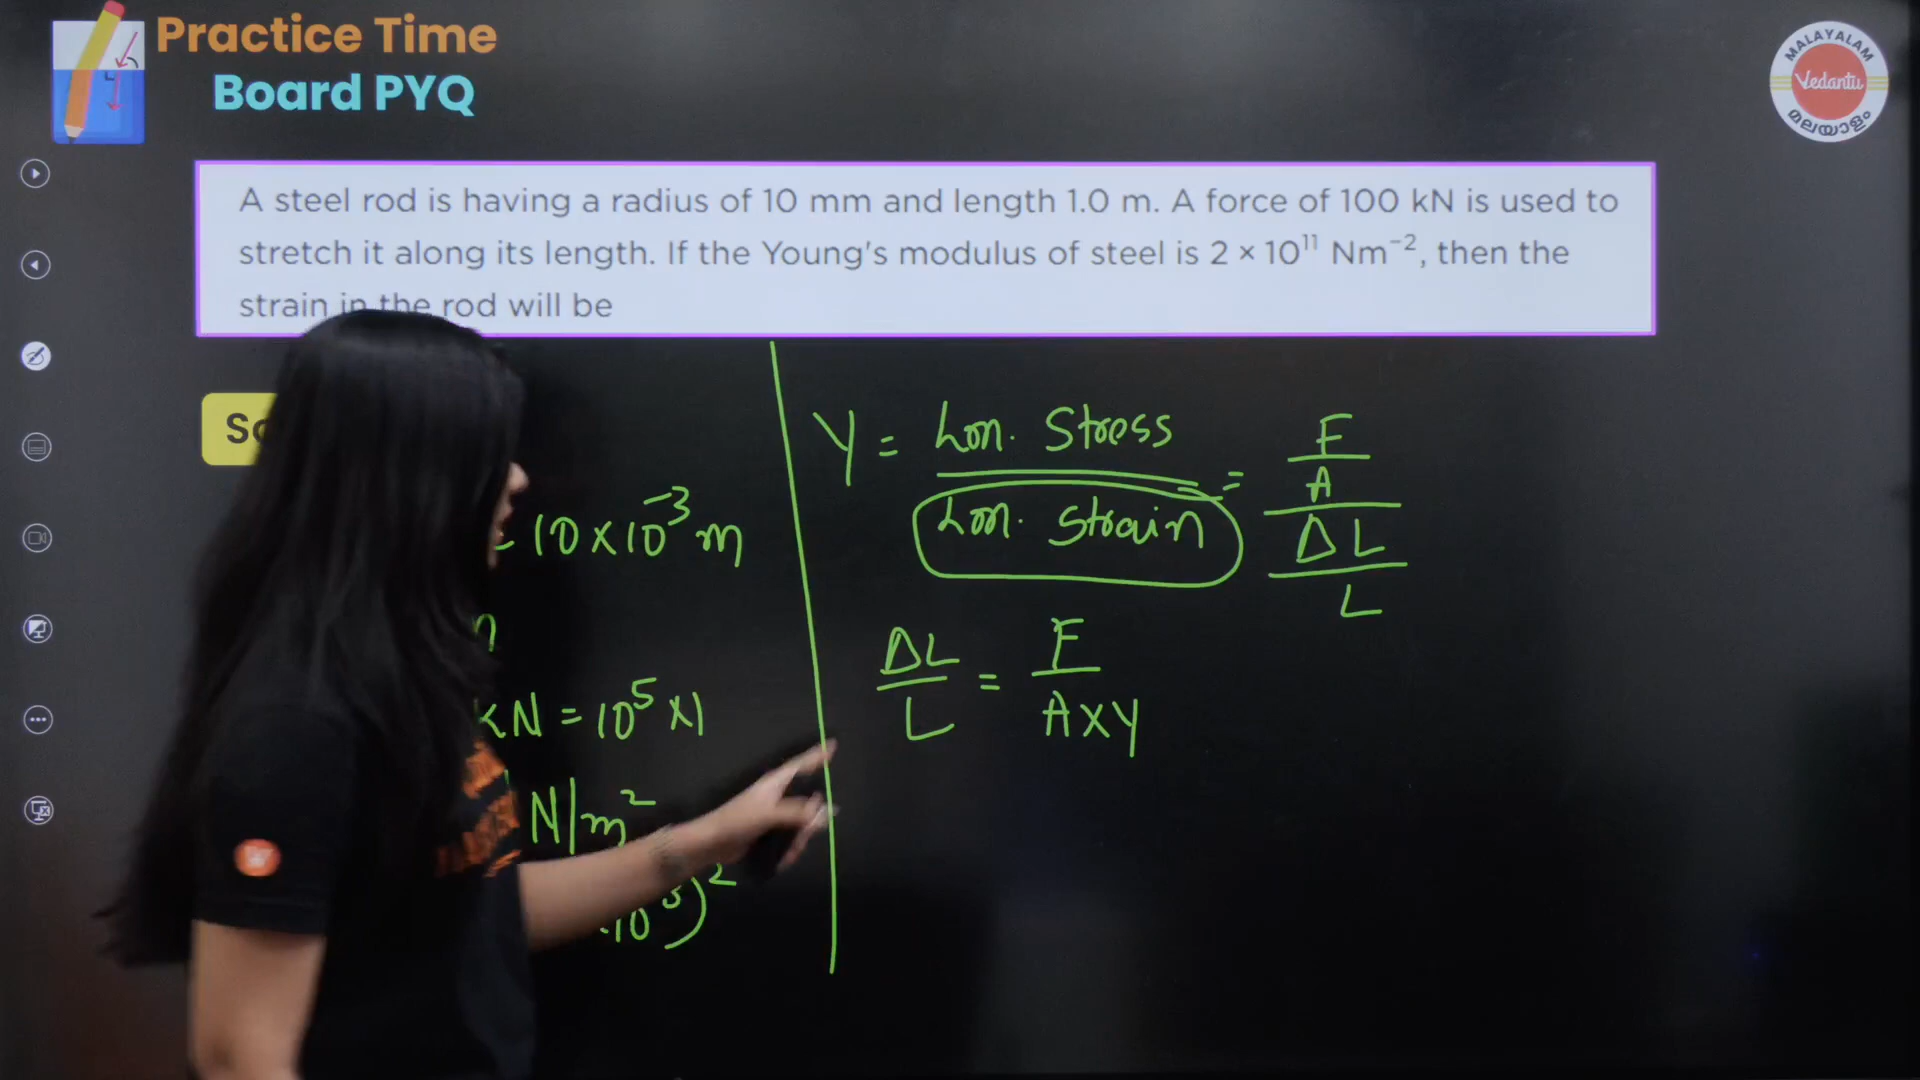 Practice Time
Board PYQ
MALAYALAM
Vedantu
മലയാളം
A steel rod is having a radius of 10 mm and length 1.0 m. A force of 100 kN is used to
stretch it along its length. If the Young's modulus of steel is 2 × 10¹¹ Nm⁻², then the
strain in the rod will be
= 10 × 10⁻³ m
kN = 10⁵ × 1
N/m²
Y = Lon. Stress / Lon. Strain = F/A / ΔL/L
ΔL/L = F / A×Y